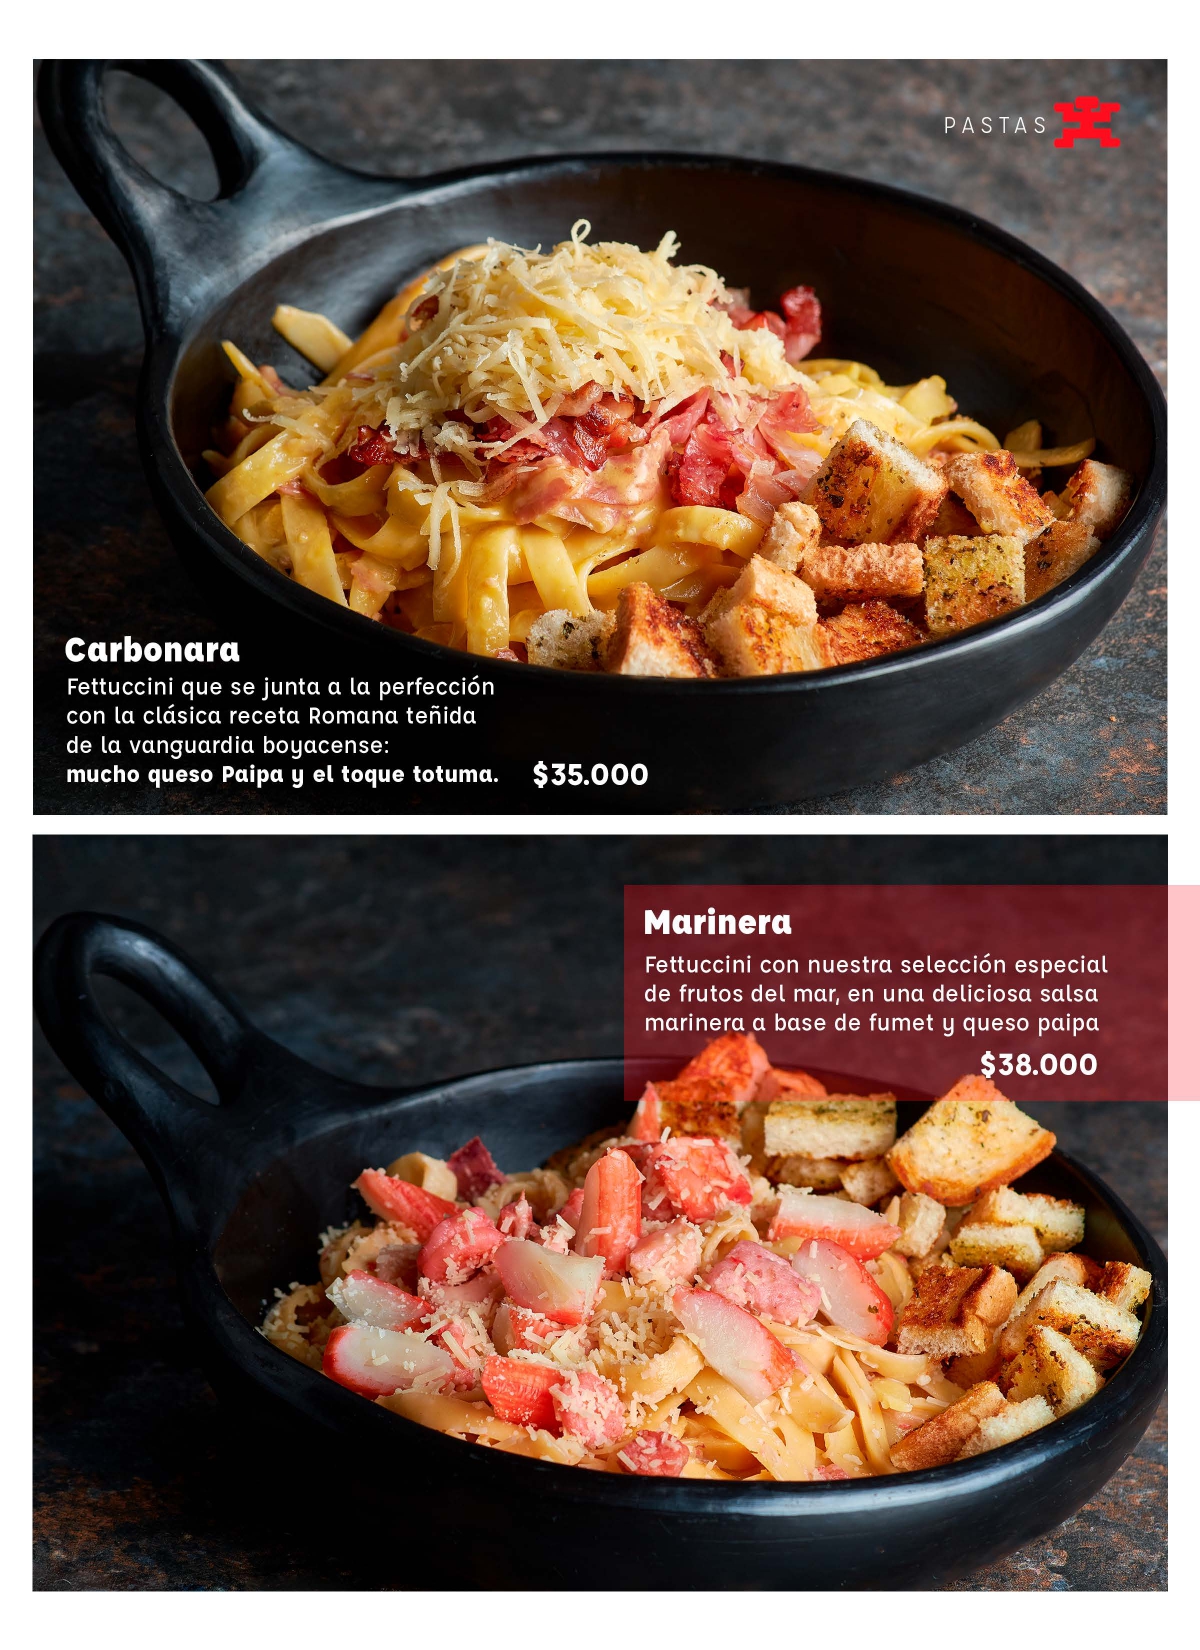 PASTAS
Carbonara
Fettuccini que se junta a la perfección
con la clásica receta Romana teñida
de la vanguardia boyacense:
mucho queso Paipa y el toque totuma.
$35.000
Marinera
Fettuccini con nuestra selección especial
de frutos del mar, en una deliciosa salsa
marinera a base de fumet y queso paipa
$38.000